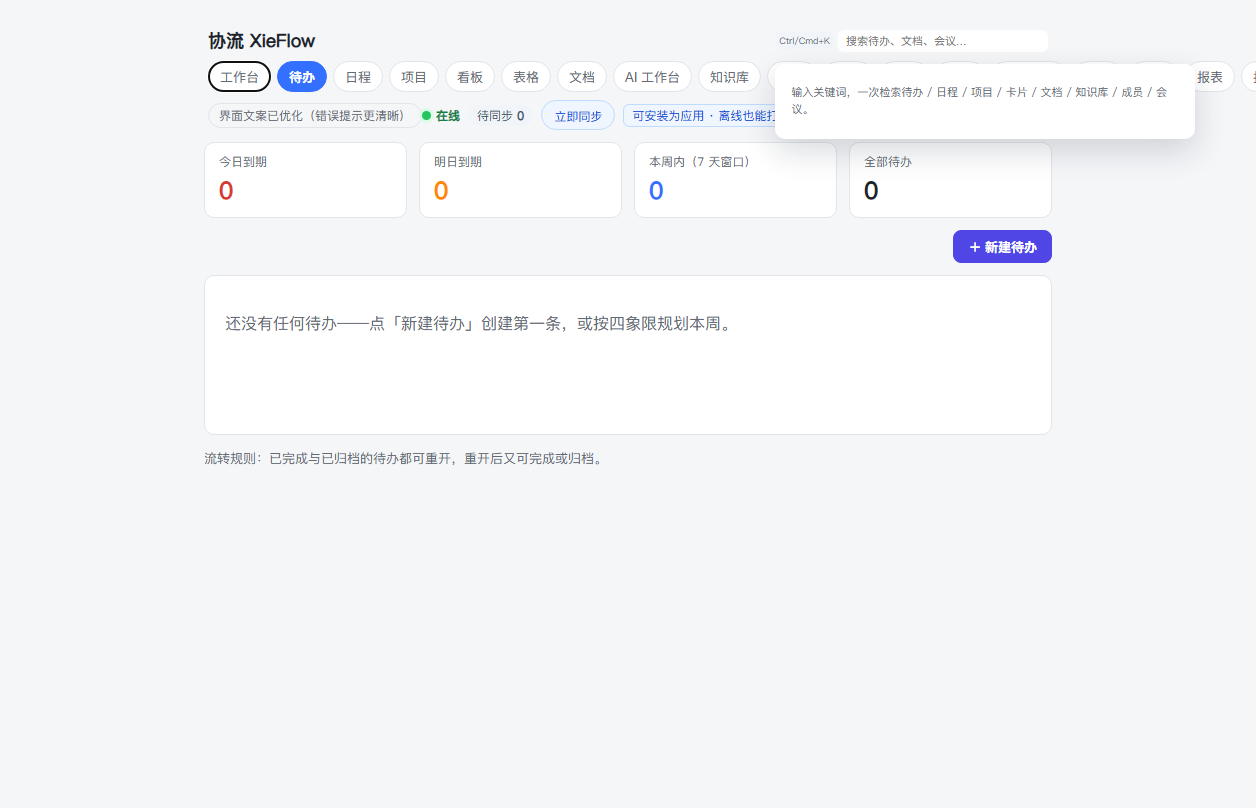 协流 XieFlow
Ctrl/Cmd+K
搜索待办、文档、会议...
工作台 待办 日程 项目 看板 表格 文档 AI 工作台 知识库 报表
输入关键词，一次检索待办 / 日程 / 项目 / 卡片 / 文档 / 知识库 / 成员 / 会
议。
界面文案已优化（错误提示更清晰） 在线 待同步 0 立即同步 可安装为应用 · 离线也能
今日到期 明日到期 本周内（7 天窗口） 全部待办
0 0 0 0
＋ 新建待办
还没有任何待办——点「新建待办」创建第一条，或按四象限规划本周。
流转规则：已完成与已归档的待办都可重开，重开后又可完成或归档。